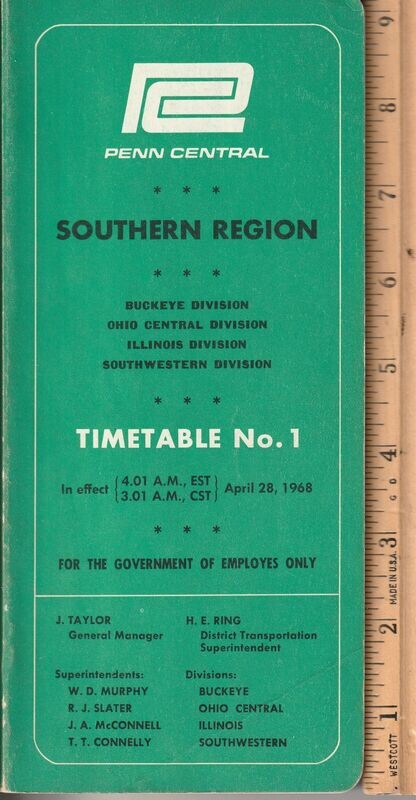 PENN CENTRAL
* * *
SOUTHERN REGION
* * *
BUCKEYE DIVISION
OHIO CENTRAL DIVISION
ILLINOIS DIVISION
SOUTHWESTERN DIVISION
* * *
TIMETABLE No. 1
In effect {4.01 A.M., EST
3.01 A.M., CST} April 28, 1968
* * *
FOR THE GOVERNMENT OF EMPLOYES ONLY
J. TAYLOR
General Manager
H. E. RING
District Transportation
Superintendent
Superintendents: Divisions:
W. D. MURPHY BUCKEYE
R. J. SLATER OHIO CENTRAL
J. A. McCONNELL ILLINOIS
T. T. CONNELLY SOUTHWESTERN
9
8
7
6
5
4
3
2
1
MADE IN U.S.A.
WESTCOTT